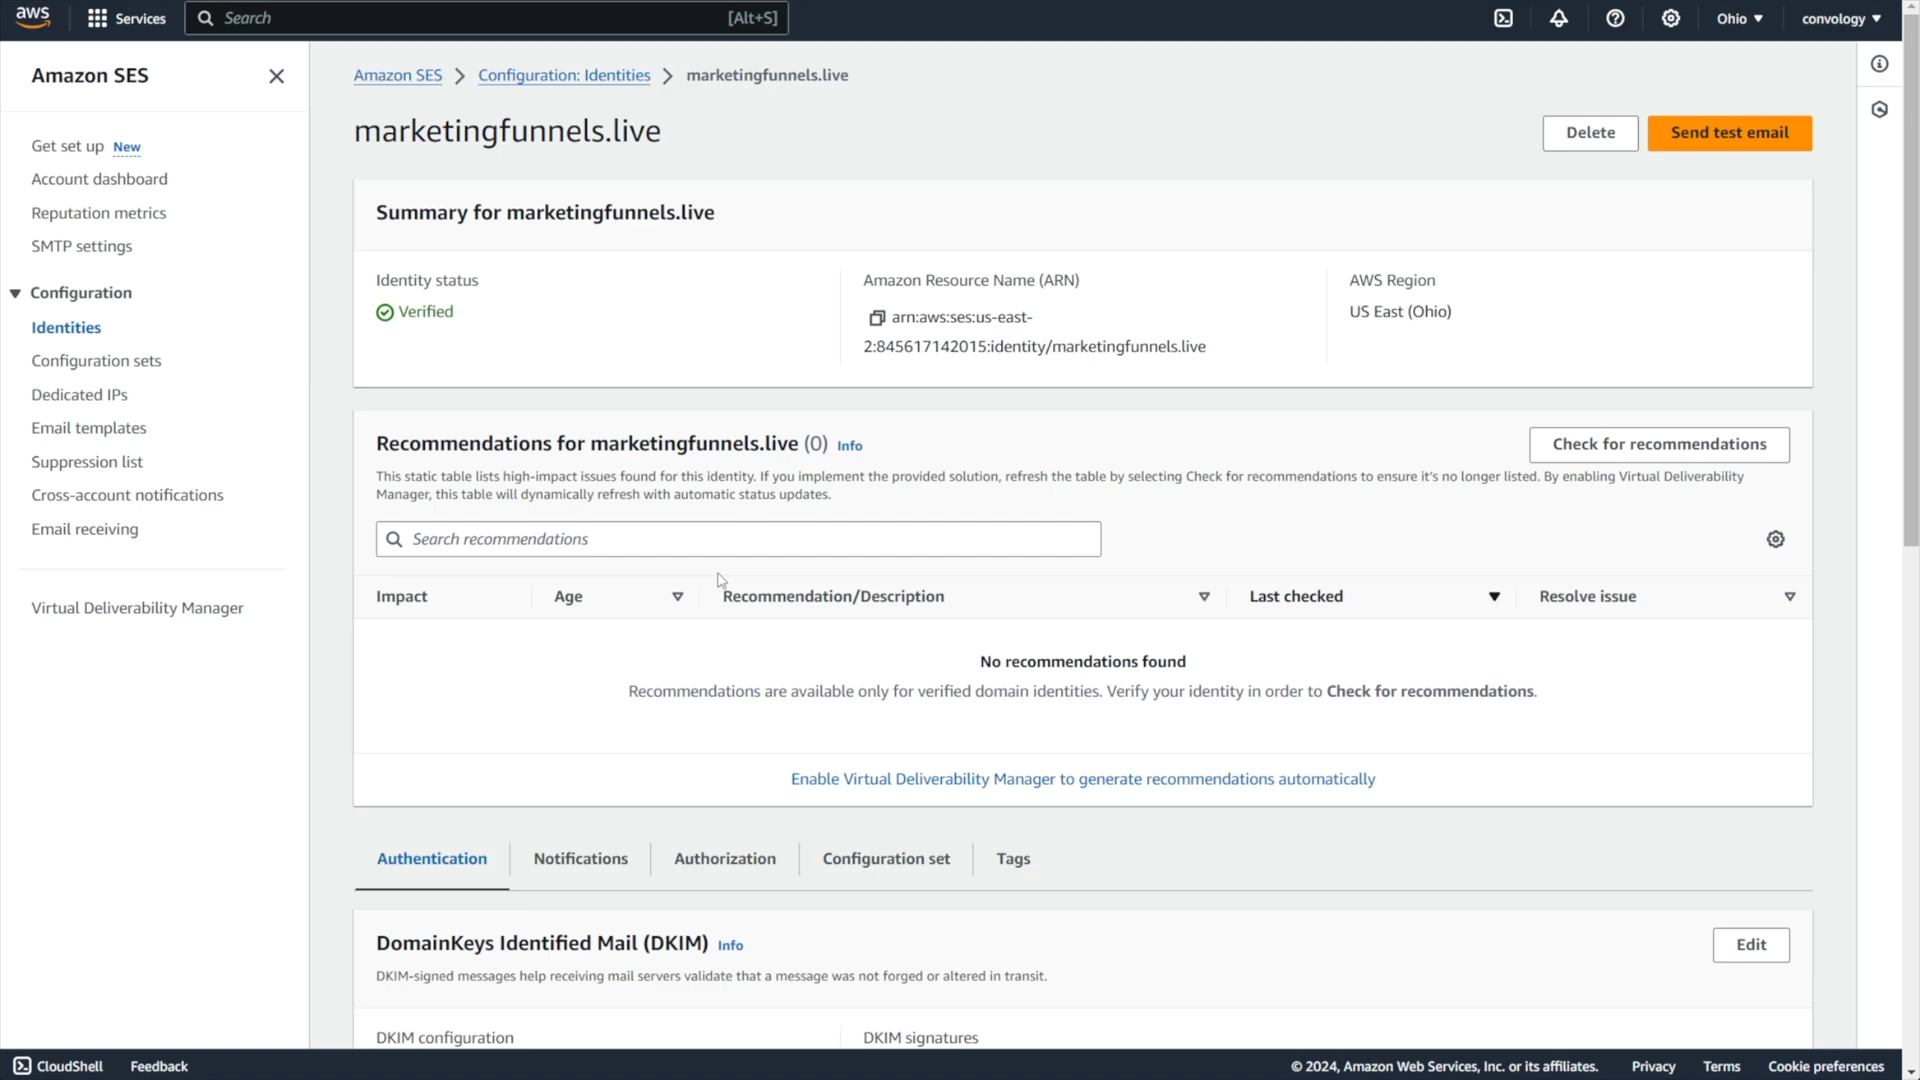 aws
Services
Search
[Alt+S]
Ohio ▼
convology ▼
Amazon SES
Get set up New
Account dashboard
Reputation metrics
SMTP settings
Configuration
Identities
Configuration sets
Dedicated IPs
Email templates
Suppression list
Cross-account notifications
Email receiving
Virtual Deliverability Manager
Amazon SES > Configuration: Identities > marketingfunnels.live
marketingfunnels.live
Delete
Send test email
Summary for marketingfunnels.live
Identity status
Verified
Amazon Resource Name (ARN)
arn:aws:ses:us-east-
2:845617142015:identity/marketingfunnels.live
AWS Region
US East (Ohio)
Recommendations for marketingfunnels.live (0) Info
Check for recommendations
This static table lists high-impact issues found for this identity. If you implement the provided solution, refresh the table by selecting Check for recommendations to ensure it's no longer listed. By enabling Virtual Deliverability
Manager, this table will dynamically refresh with automatic status updates.
Search recommendations
Impact
Age
Recommendation/Description
Last checked
Resolve issue
No recommendations found
Recommendations are available only for verified domain identities. Verify your identity in order to Check for recommendations.
Enable Virtual Deliverability Manager to generate recommendations automatically
Authentication
Notifications
Authorization
Configuration set
Tags
DomainKeys Identified Mail (DKIM) Info
Edit
DKIM-signed messages help receiving mail servers validate that a message was not forged or altered in transit.
DKIM configuration
DKIM signatures
CloudShell
Feedback
© 2024, Amazon Web Services, Inc. or its affiliates.
Privacy
Terms
Cookie preferences